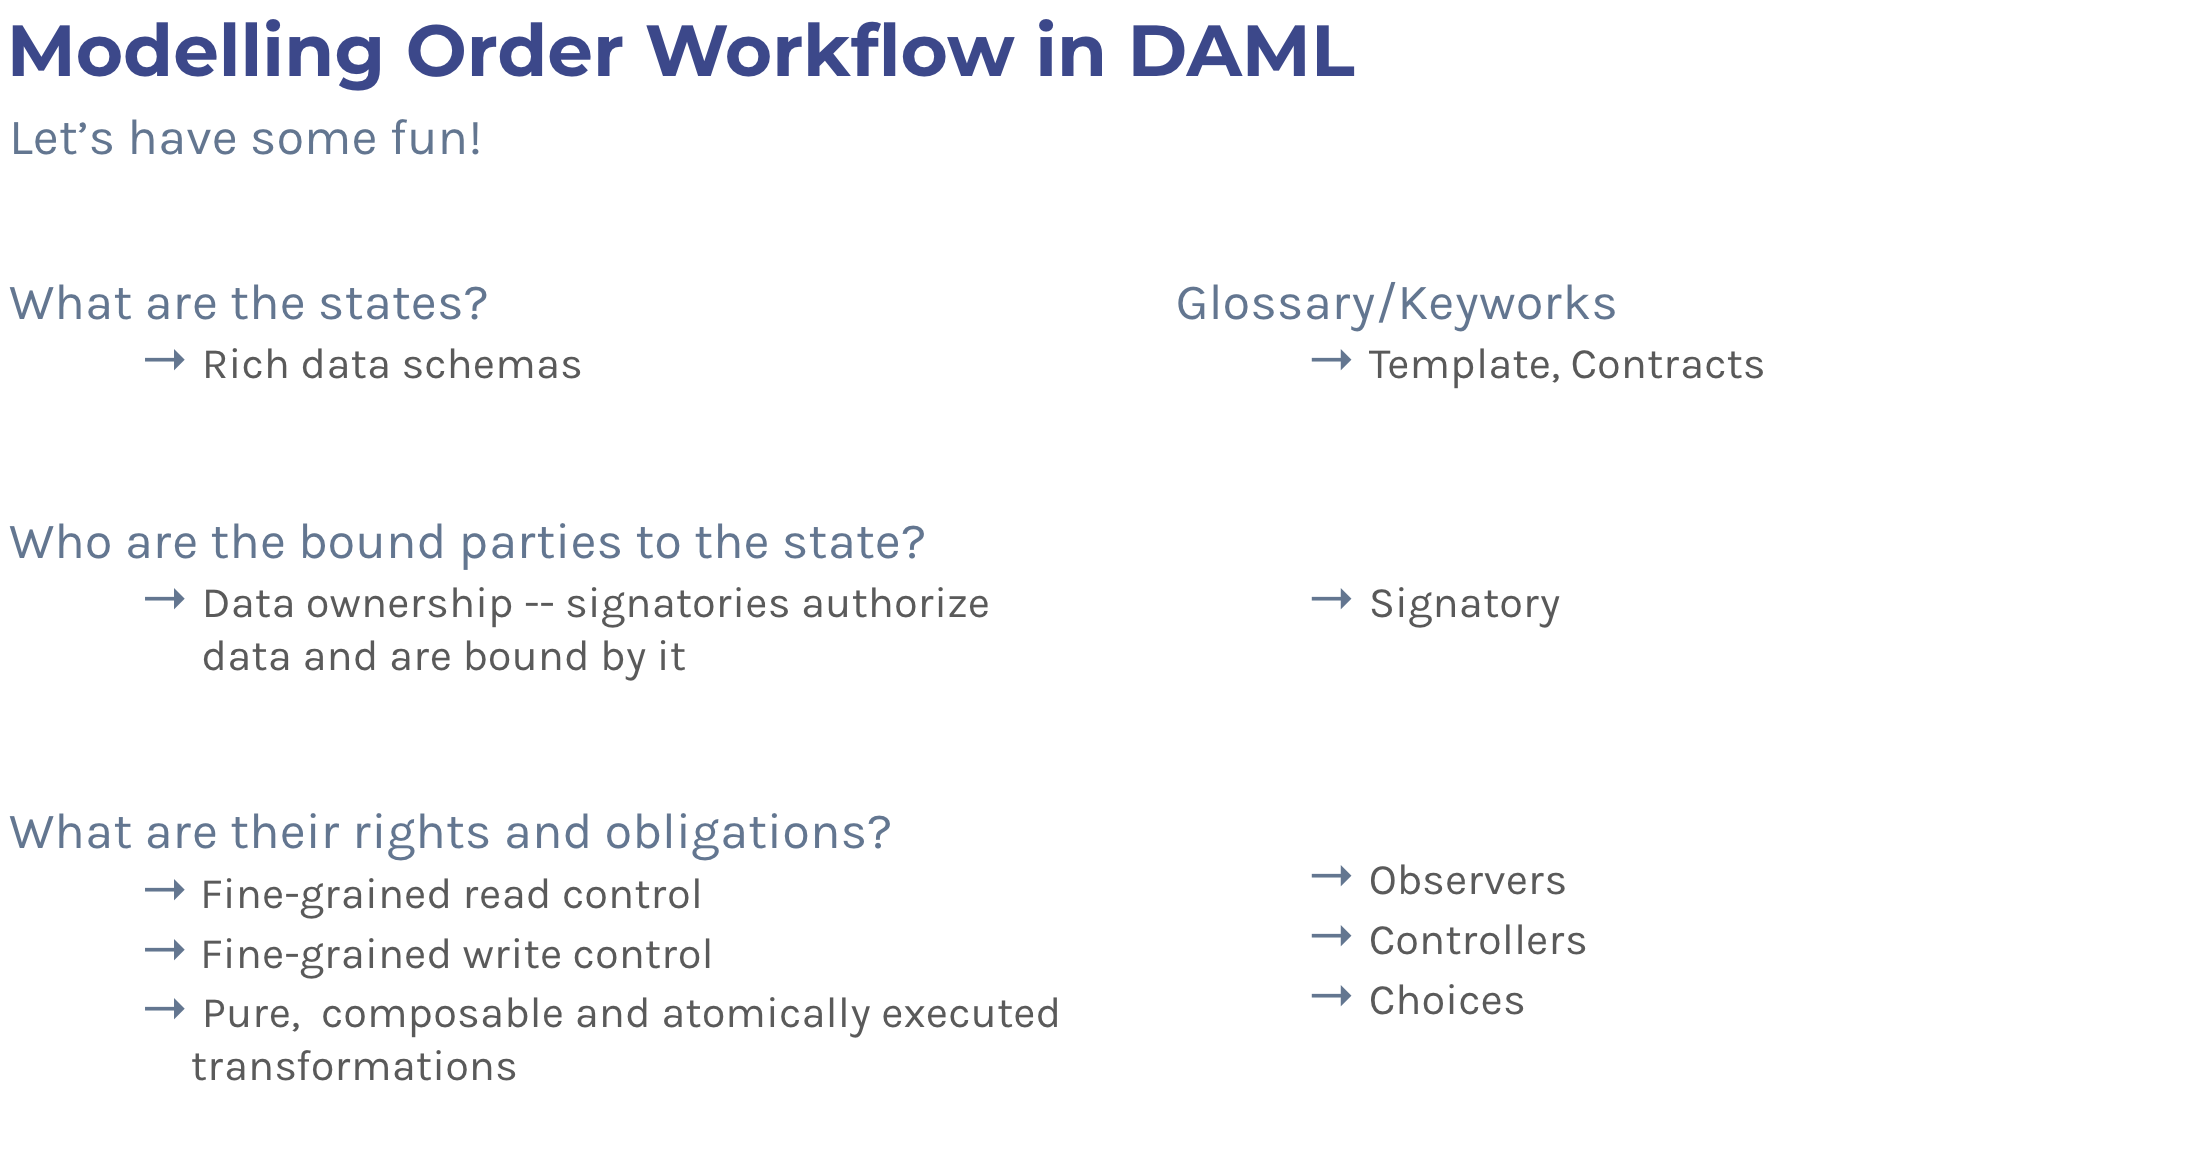 Modelling Order Workflow in DAML
Let's have some fun!
What are the states?
→ Rich data schemas
Glossary/Keyworks
→ Template, Contracts
Who are the bound parties to the state?
→ Data ownership -- signatories authorize
data and are bound by it
→ Signatory
What are their rights and obligations?
→ Fine-grained read control
→ Fine-grained write control
→ Pure,  composable and atomically executed
transformations
→ Observers
→ Controllers
→ Choices